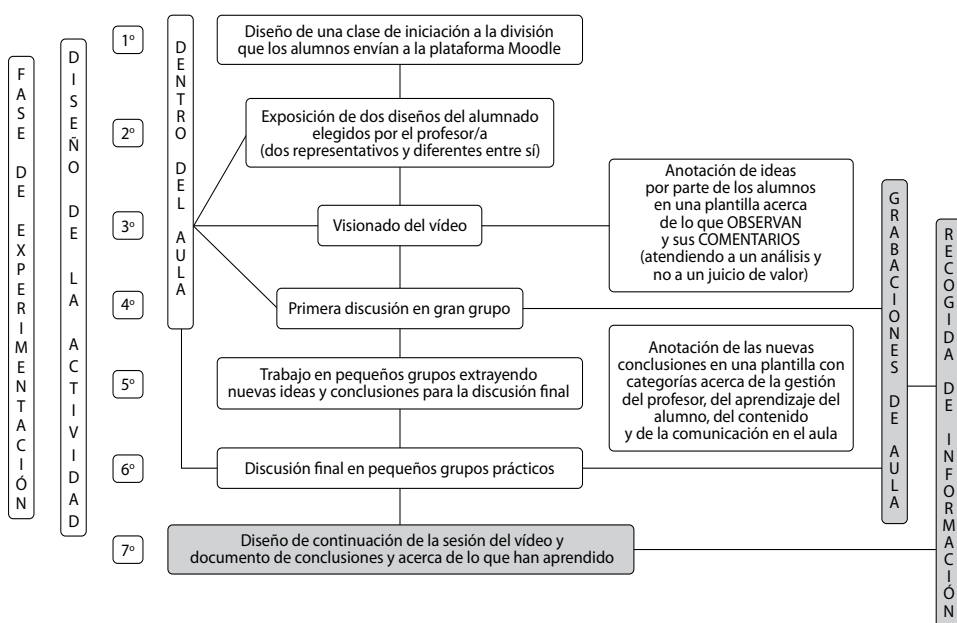 FASE DE EXPERIMENTACIÓN
DISEÑO DE LA ACTIVIDAD
DENTRO DEL AULA
1º
Diseño de una clase de iniciación a la división
que los alumnos envían a la plataforma Moodle
2º
Exposición de dos diseños del alumnado
elegidos por el profesor/a
(dos representativos y diferentes entre sí)
3º
Visionado del vídeo
Anotación de ideas
por parte de los alumnos
en una plantilla acerca
de lo que OBSERVAN
y sus COMENTARIOS
(atendiendo a un análisis y
no a un juicio de valor)
4º
Primera discusión en gran grupo
5º
Trabajo en pequeños grupos extrayendo
nuevas ideas y conclusiones para la discusión final
Anotación de las nuevas
conclusiones en una plantilla con
categorías acerca de la gestión
del profesor, del aprendizaje del
alumno, del contenido
y de la comunicación en el aula
6º
Discusión final en pequeños grupos prácticos
7º
Diseño de continuación de la sesión del vídeo y
documento de conclusiones y acerca de lo que han aprendido
GRABACIONES DE AULA
RECOGIDA DE INFORMACIÓN